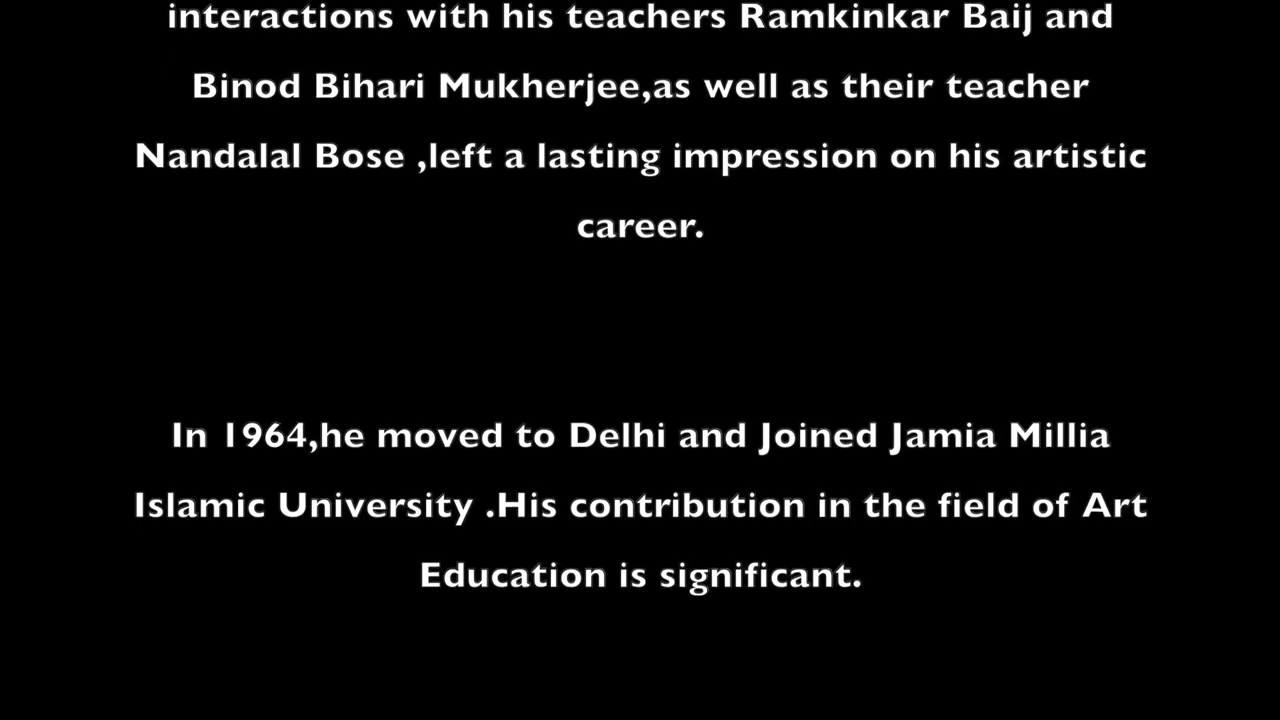 interactions with his teachers Ramkinkar Baij and
Binod Bihari Mukherjee,as well as their teacher
Nandalal Bose ,left a lasting impression on his artistic
career.
In 1964,he moved to Delhi and Joined Jamia Millia
Islamic University .His contribution in the field of Art
Education is significant.